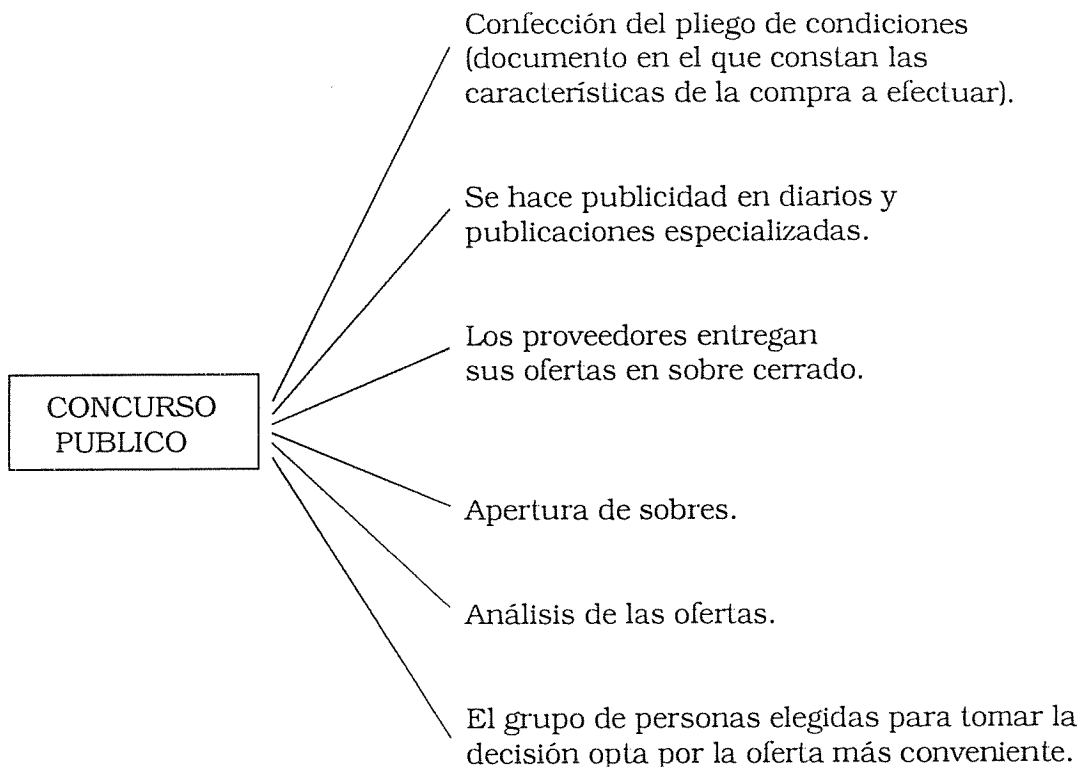 Confección del pliego de condiciones
(documento en el que constan las
características de la compra a efectuar).
Se hace publicidad en diarios y
publicaciones especializadas.
Los proveedores entregan
sus ofertas en sobre cerrado.
CONCURSO
PUBLICO
Apertura de sobres.
Análisis de las ofertas.
El grupo de personas elegidas para tomar la
decisión opta por la oferta más conveniente.